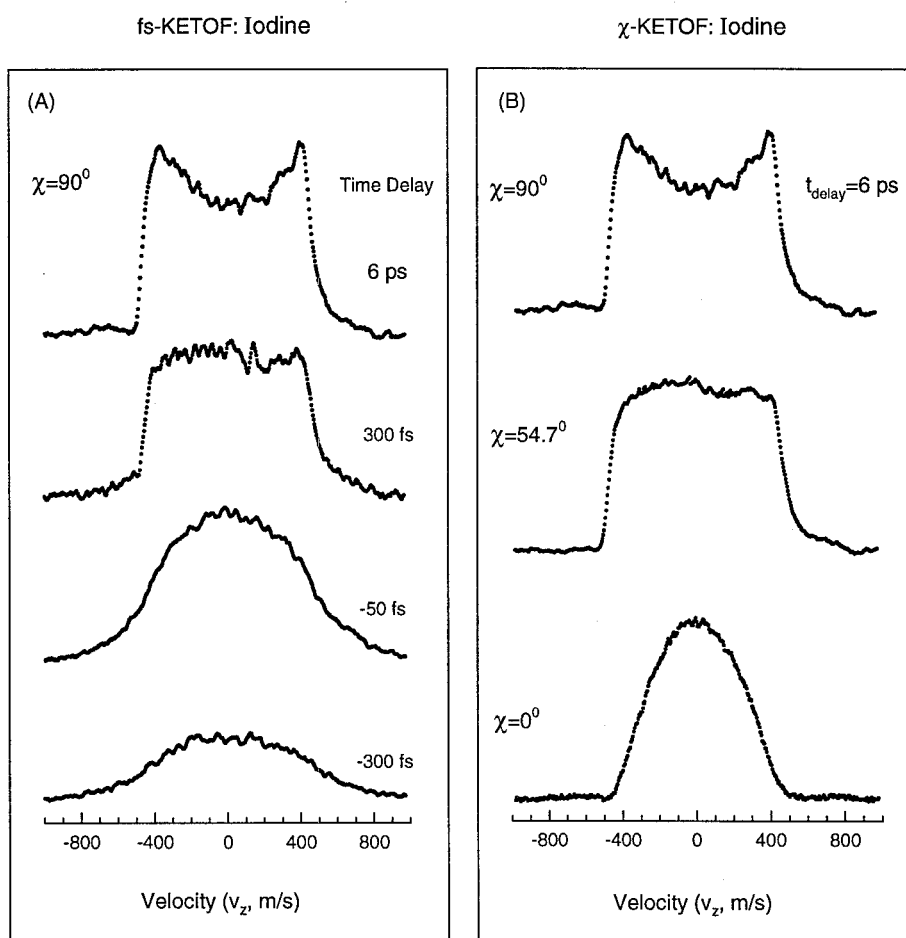 fs-KETOF: Iodine
χ-KETOF: Iodine
(A)
χ=90⁰
Time Delay
6 ps
300 fs
-50 fs
-300 fs
-800 -400 0 400 800
Velocity (v_z, m/s)
(B)
χ=90⁰
t_delay=6 ps
χ=54.7⁰
χ=0⁰
-800 -400 0 400 800
Velocity (v_z, m/s)